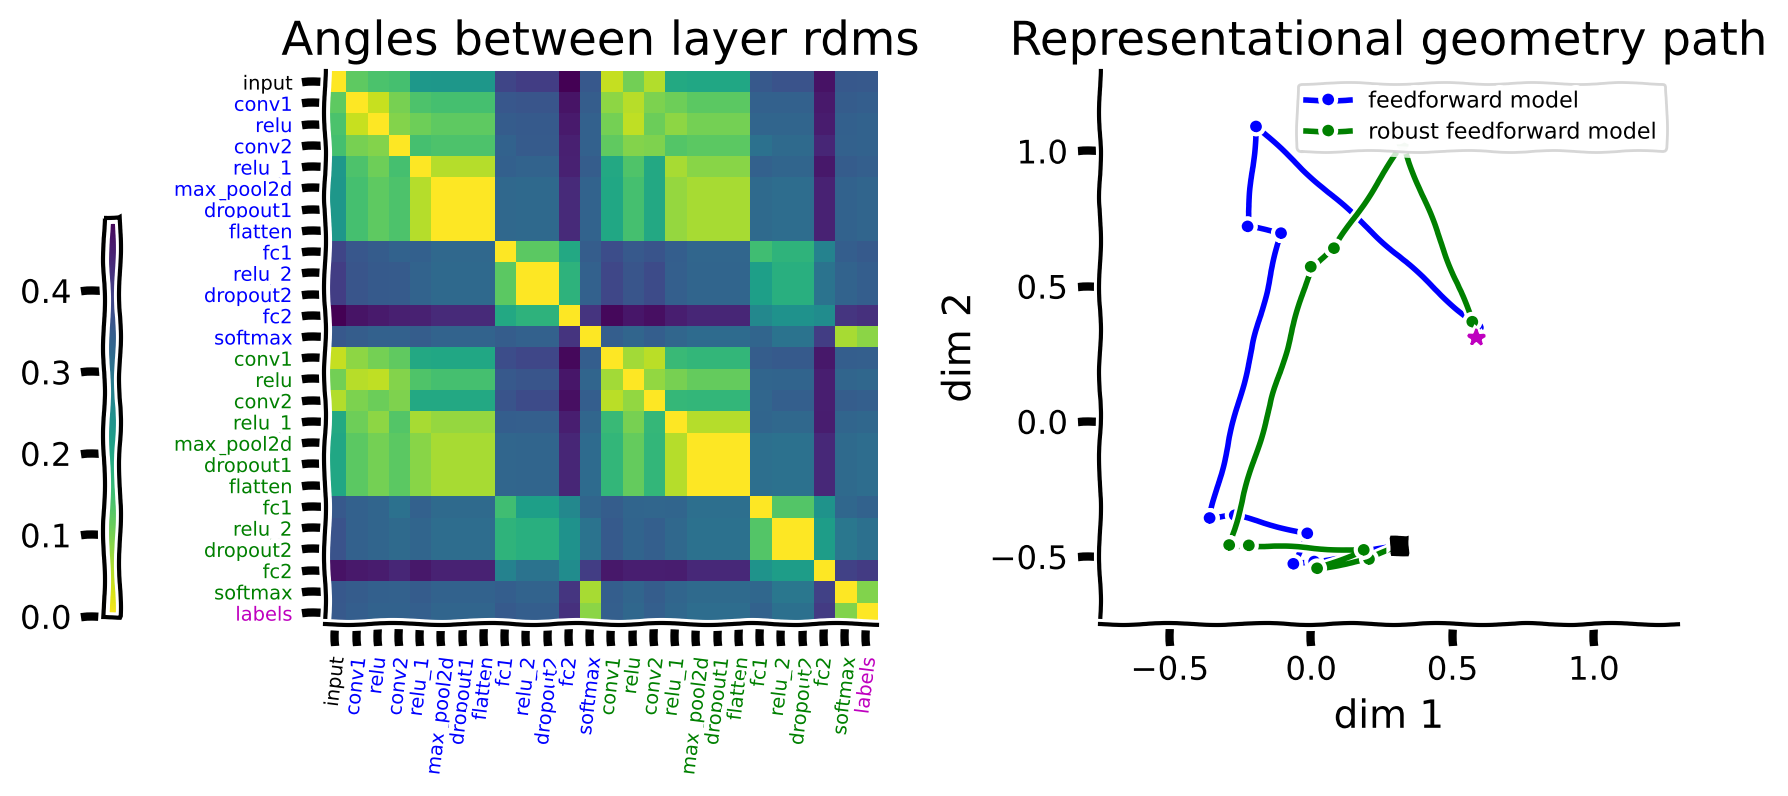 Angles between layer rdms
input
conv1
relu
conv2
relu_1
max_pool2d
dropout1
flatten
fc1
relu_2
dropout2
fc2
softmax
conv1
relu
conv2
relu_1
max_pool2d
dropout1
flatten
fc1
relu_2
dropout2
fc2
softmax
labels
0.4
0.3
0.2
0.1
0.0
input
conv1
relu
conv2
relu_1
max_pool2d
dropout1
flatten
fc1
relu_2
dropout2
fc2
softmax
conv1
relu
conv2
relu_1
max_pool2d
dropout1
flatten
fc1
relu_2
dropout2
fc2
softmax
labels
Representational geometry path
feedforward model
robust feedforward model
dim 2
1.0
0.5
0.0
−0.5
−0.5
0.0
0.5
1.0
dim 1